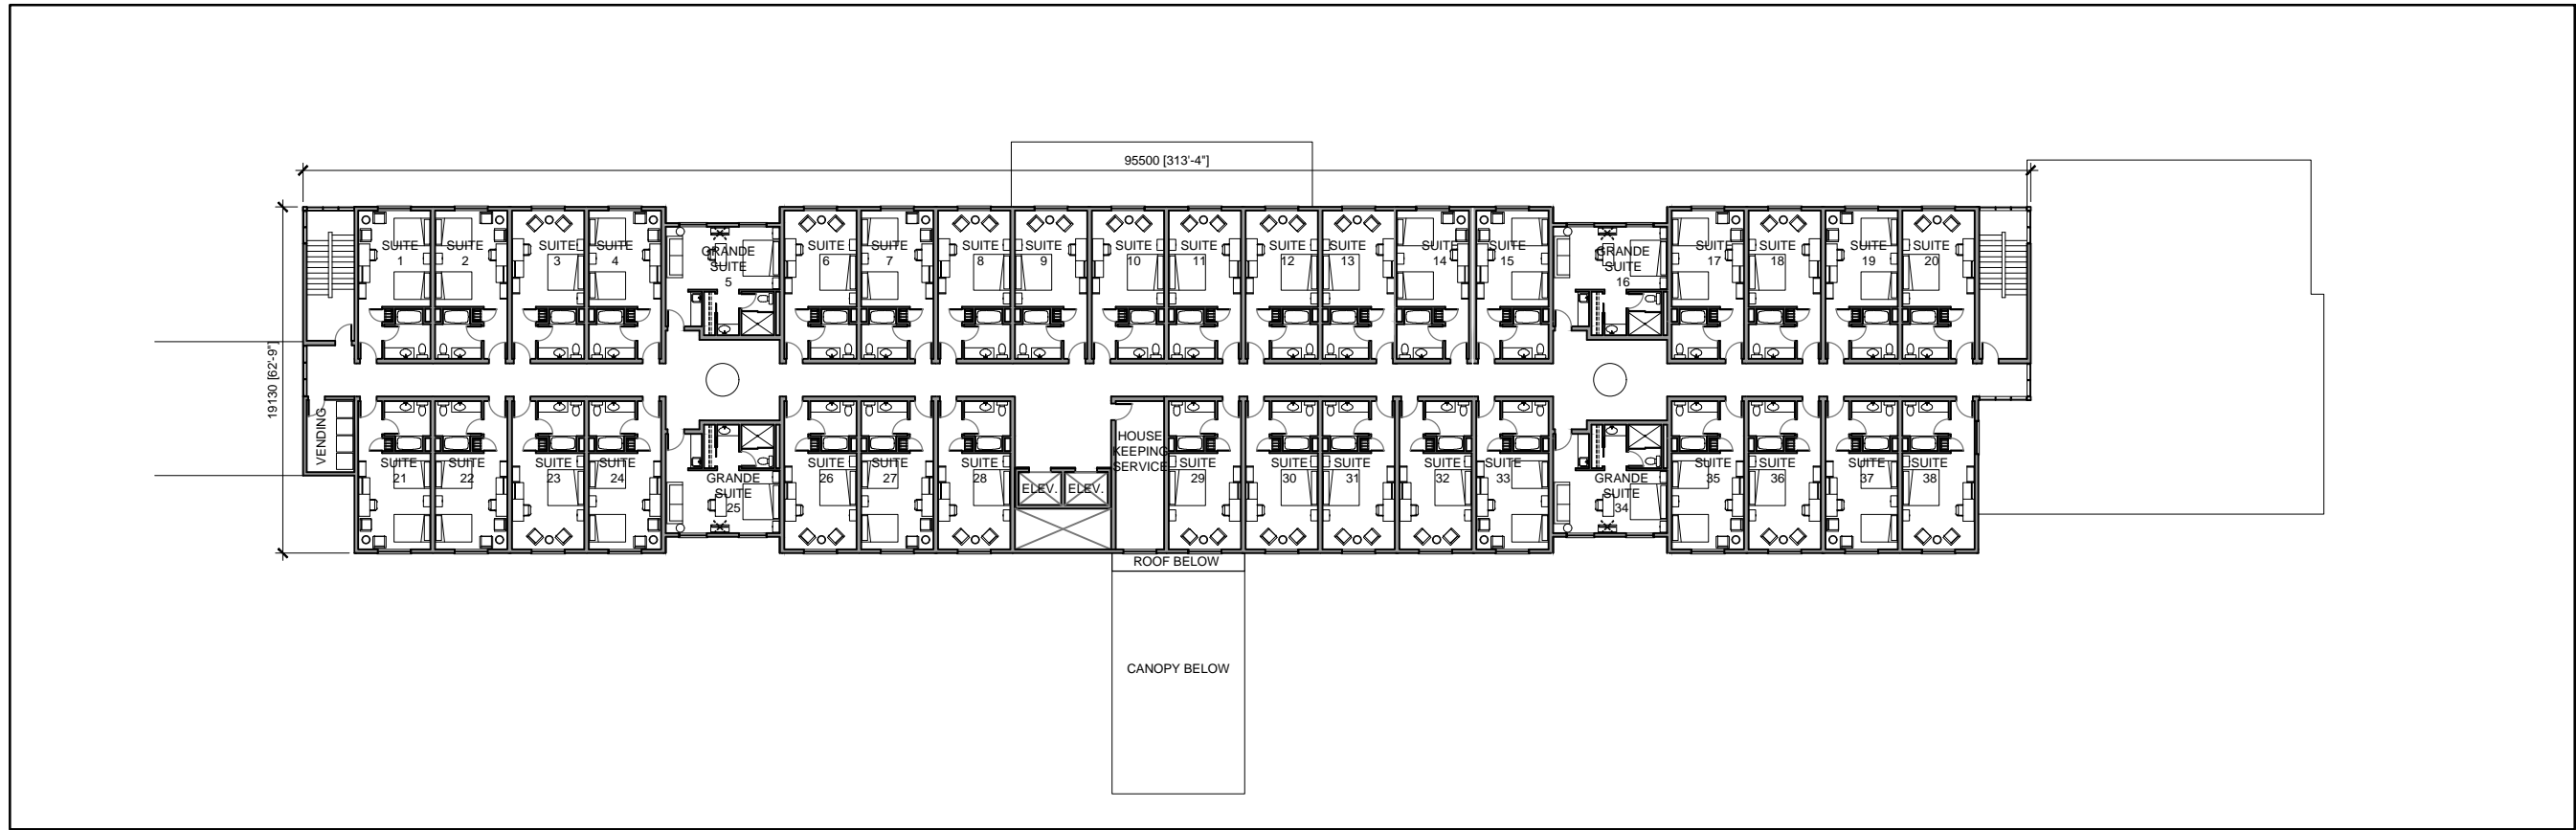 95500 [313'-4"]
19130 [62'-9"]
SUITE
1
SUITE
2
SUITE
3
SUITE
4
GRANDE
SUITE
5
SUITE
6
SUITE
7
SUITE
8
SUITE
9
SUITE
10
SUITE
11
SUITE
12
SUITE
13
SUITE
14
SUITE
15
GRANDE
SUITE
16
SUITE
17
SUITE
18
SUITE
19
SUITE
20
VENDING
SUITE
21
SUITE
22
SUITE
23
SUITE
24
GRANDE
SUITE
25
SUITE
26
SUITE
27
SUITE
28
ELEV.
ELEV.
HOUSE
KEEPING
SERVICE
SUITE
29
SUITE
30
SUITE
31
SUITE
32
SUITE
33
GRANDE
SUITE
34
SUITE
35
SUITE
36
SUITE
37
SUITE
38
ROOF BELOW
CANOPY BELOW